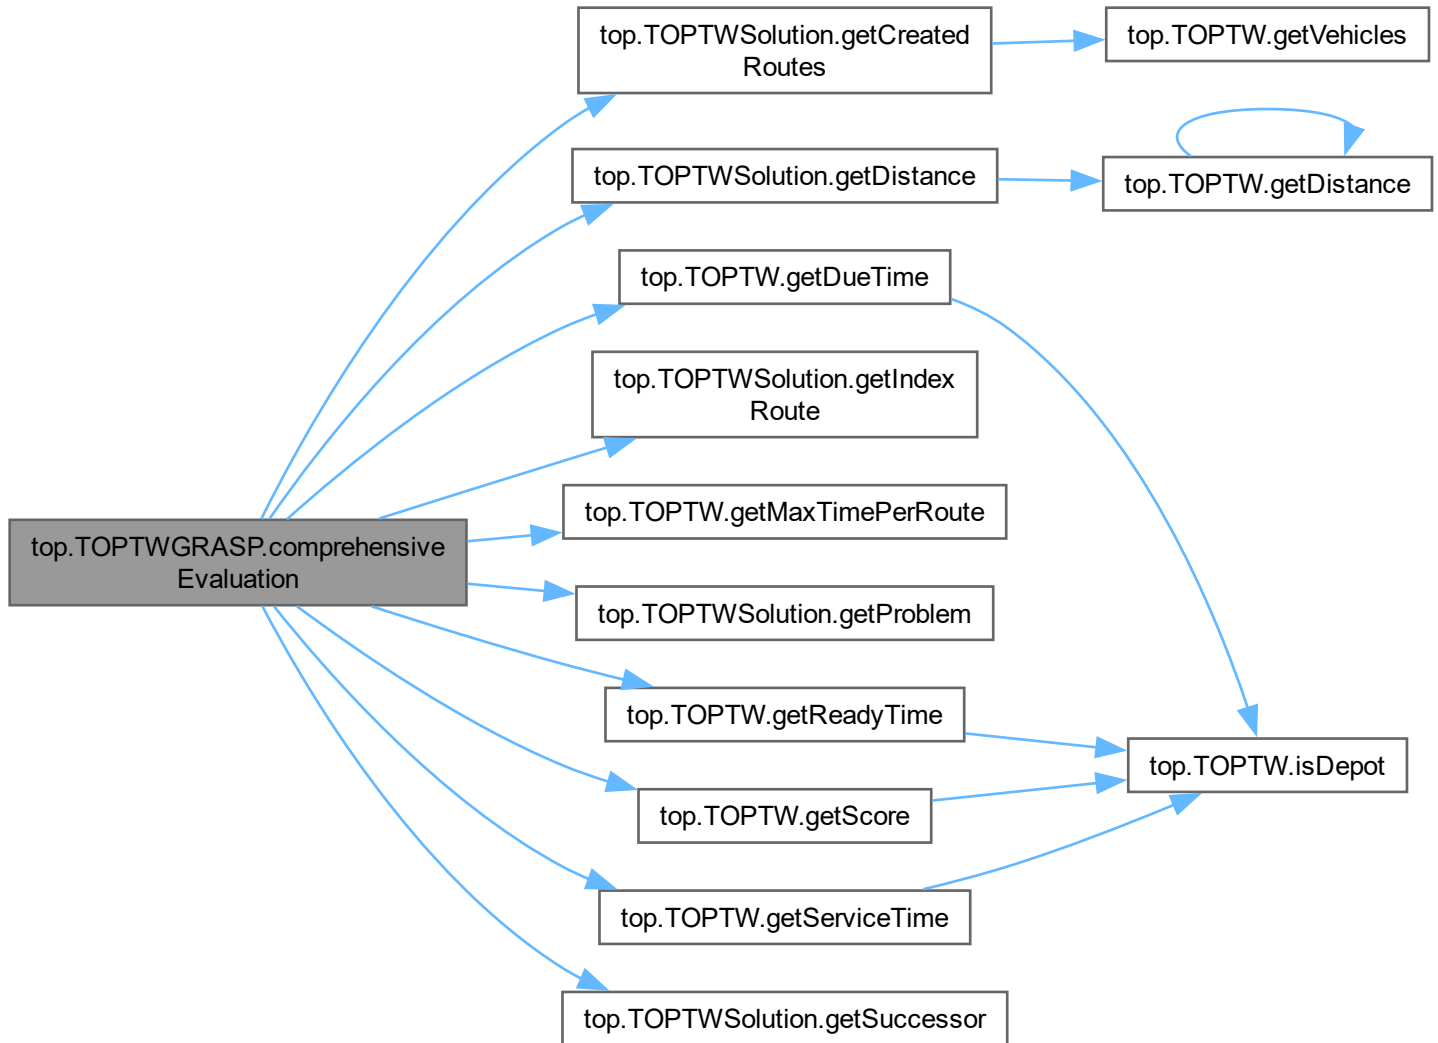 top.TOPTWSolution.getCreated
Routes
top.TOPTW.getVehicles
top.TOPTWSolution.getDistance
top.TOPTW.getDistance
top.TOPTW.getDueTime
top.TOPTWSolution.getIndex
Route
top.TOPTW.getMaxTimePerRoute
top.TOPTWGRASP.comprehensive
Evaluation
top.TOPTWSolution.getProblem
top.TOPTW.getReadyTime
top.TOPTW.isDepot
top.TOPTW.getScore
top.TOPTW.getServiceTime
top.TOPTWSolution.getSuccessor